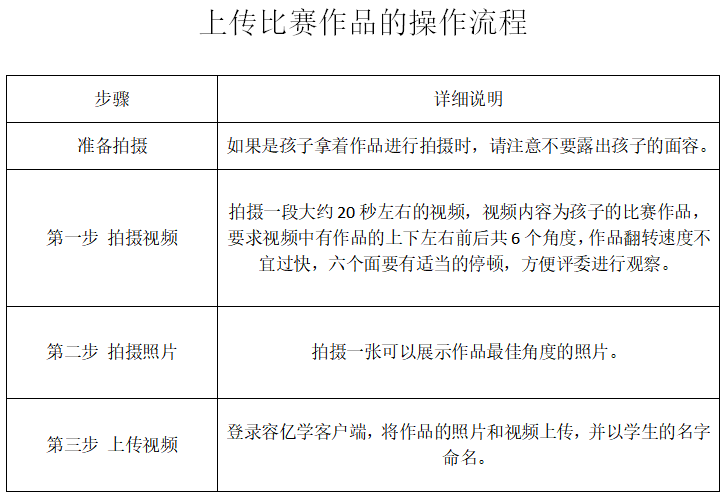 上传比赛作品的操作流程
步骤 详细说明
准备拍摄 如果是孩子拿着作品进行拍摄时，请注意不要露出孩子的面容。
第一步 拍摄视频
拍摄一段大约 20 秒左右的视频，视频内容为孩子的比赛作品，
要求视频中有作品的上下左右前后共 6 个角度，作品翻转速度不
宜过快，六个面要有适当的停顿，方便评委进行观察。
第二步 拍摄照片 拍摄一张可以展示作品最佳角度的照片。
第三步 上传视频
登录容亿学客户端，将作品的照片和视频上传，并以学生的名字
命名。